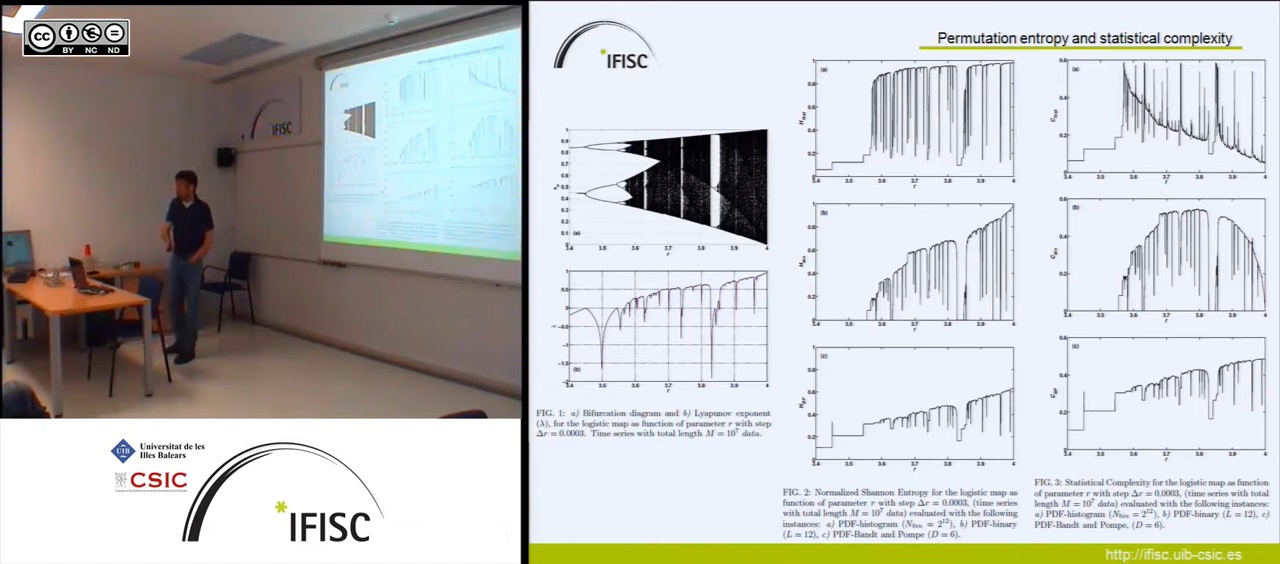 cc
BY NC ND
IFISC
Universitat de les
Illes Balears
UIB
CSIC
IFISC
IFISC
Permutation entropy and statistical complexity
(a)
r
(b)
r
FIG. 1: a) Bifurcation diagram and b) Lyapunov exponent
(λ), for the logistic map as function of parameter r with step
Δr = 0.0003. Time series with total length M = 10⁷ data.
(a)
r
(b)
r
(c)
r
FIG. 2: Normalized Shannon Entropy for the logistic map as
function of parameter r with step Δr = 0.0003, (time series
with total length M = 10⁷ data) evaluated with the following
instances: a) PDF-histogram (Nbin = 2¹²), b) PDF-binary
(L = 12), c) PDF-Bandt and Pompe (D = 6).
(a)
r
(b)
r
(c)
r
FIG. 3: Statistical Complexity for the logistic map as function
of parameter r with step Δr = 0.0003, (time series with total
length M = 10⁷ data) evaluated with the following instances:
a) PDF-histogram (Nbin = 2¹²), b) PDF-binary (L = 12), c)
PDF-Bandt and Pompe, (D = 6).
http://ifisc.uib-csic.es